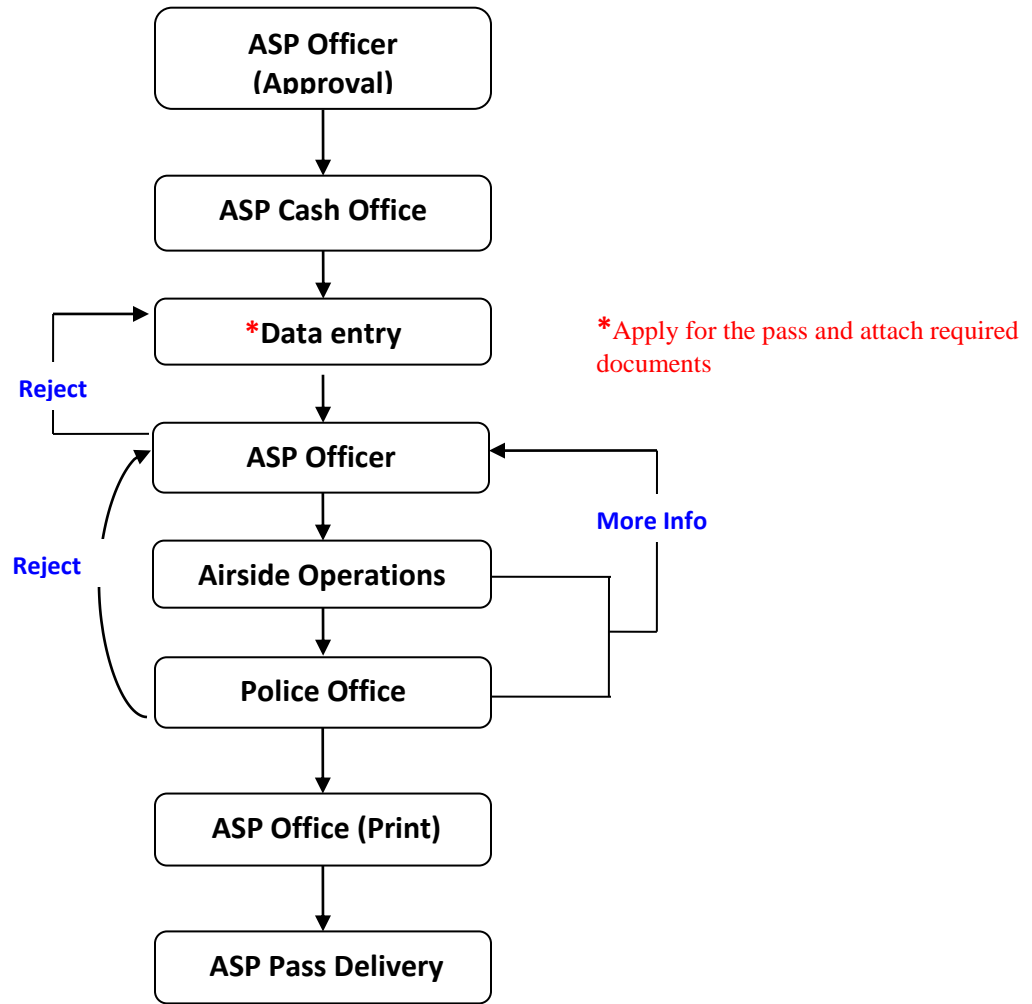 ASP Officer
(Approval)
ASP Cash Office
*Data entry
*Apply for the pass and attach required
documents
Reject
ASP Officer
More Info
Reject
Airside Operations
Police Office
ASP Office (Print)
ASP Pass Delivery